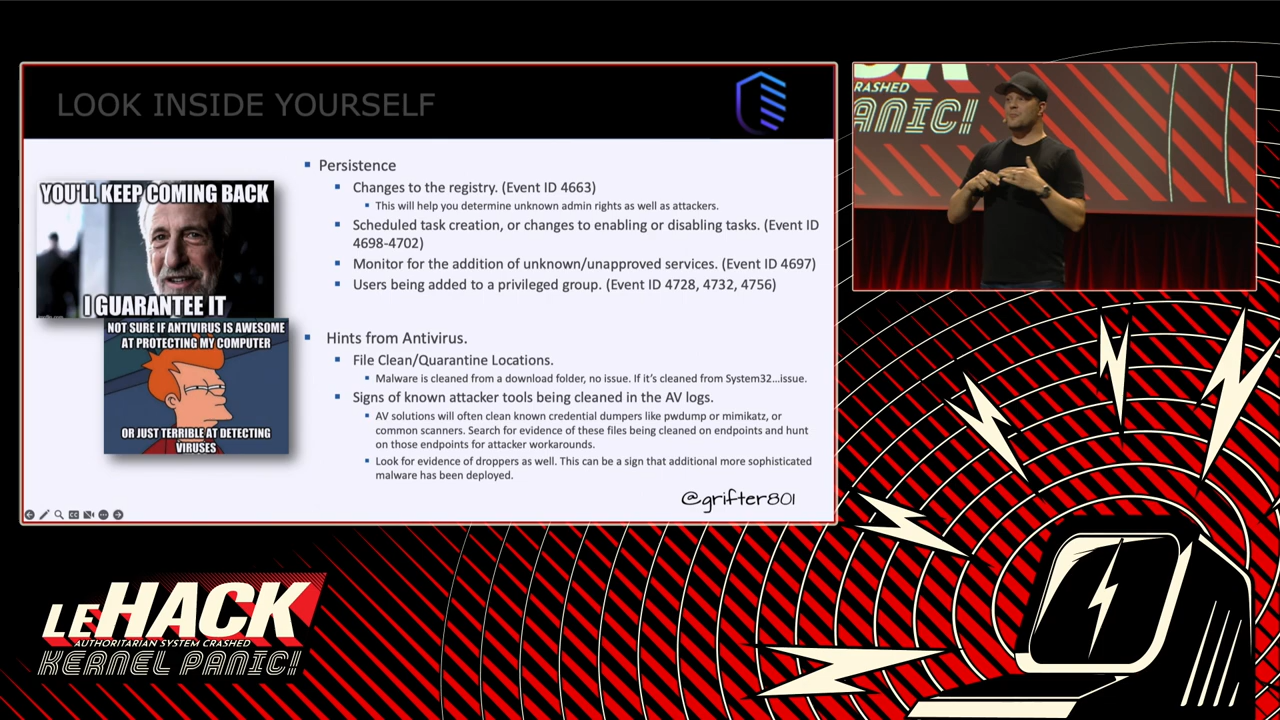 LOOK INSIDE YOURSELF
YOU'LL KEEP COMING BACK
I GUARANTEE IT
NOT SURE IF ANTIVIRUS IS AWESOME
AT PROTECTING MY COMPUTER
OR JUST TERRIBLE AT DETECTING
VIRUSES
Persistence
Changes to the registry. (Event ID 4663)
This will help you determine unknown admin rights as well as attackers.
Scheduled task creation, or changes to enabling or disabling tasks. (Event ID
4698-4702)
Monitor for the addition of unknown/unapproved services. (Event ID 4697)
Users being added to a privileged group. (Event ID 4728, 4732, 4756)
Hints from Antivirus.
File Clean/Quarantine Locations.
Malware is cleaned from a download folder, no issue. If it's cleaned from System32...issue.
Signs of known attacker tools being cleaned in the AV logs.
AV solutions will often clean known credential dumpers like pwdump or mimikatz, or
common scanners. Search for evidence of these files being cleaned on endpoints and hunt
on those endpoints for attacker workarounds.
Look for evidence of droppers as well. This can be a sign that additional more sophisticated
malware has been deployed.
@grifter801
RASHED
ANIC!
LEHACK
AUTHORITARIAN SYSTEM CRASHED
KERNEL PANIC!